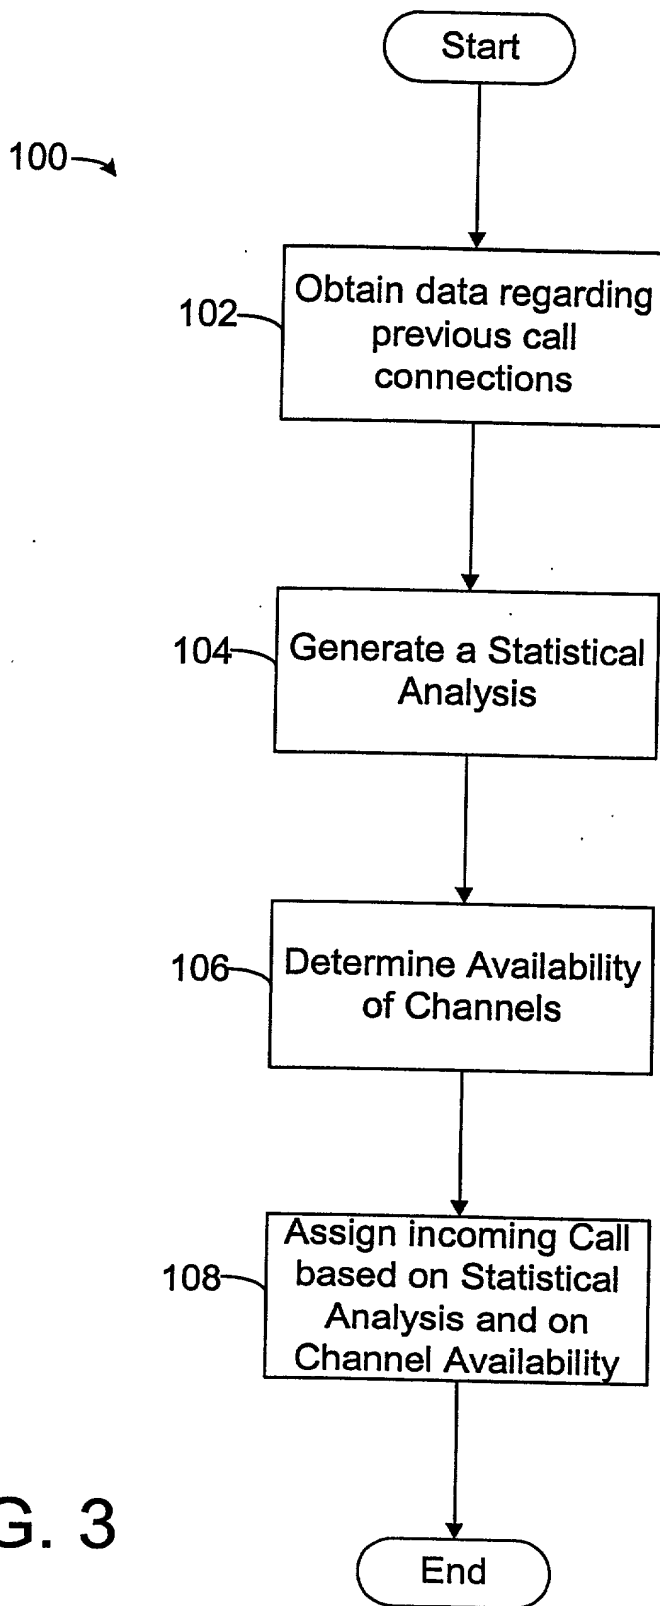 Start
100
102
Obtain data regarding
previous call
connections
104
Generate a Statistical
Analysis
106
Determine Availability
of Channels
108
Assign incoming Call
based on Statistical
Analysis and on
Channel Availability
G. 3
End